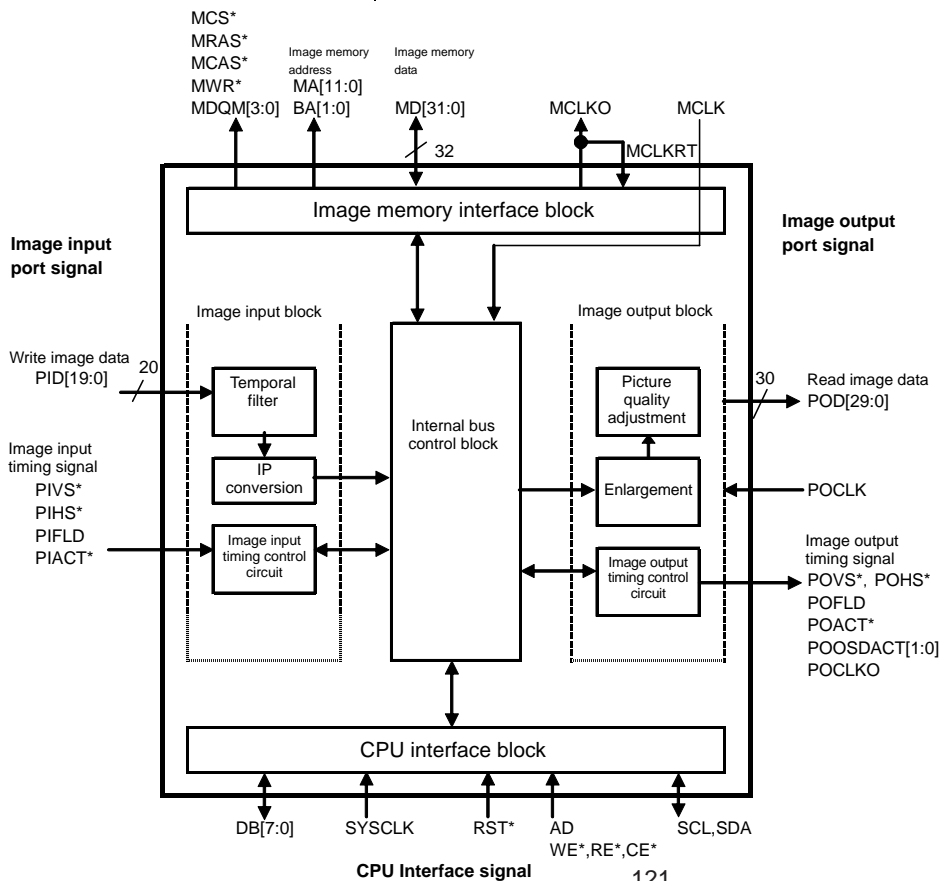 MCS*
MRAS*
MCAS*
MWR*
MDQM[3:0]
Image memory
address
MA[11:0]
BA[1:0]
Image memory
data
MD[31:0]
MCLKO
MCLK
32
MCLKRT
Image memory interface block
Image input
port signal
Image output
port signal
Image input block
Image output block
Write image data
PID[19:0]
20
Temporal
filter
IP
conversion
Image input
timing control
circuit
Image input
timing signal
PIVS*
PIHS*
PIFLD
PIACT*
Internal bus
control block
Picture
quality
adjustment
Enlargement
Image output
timing control
circuit
30
Read image data
POD[29:0]
POCLK
Image output
timing signal
POVS*, POHS*
POFLD
POACT*
POOSDACT[1:0]
POCLKO
CPU interface block
DB[7:0]
SYSCLK
RST*
AD
WE*,RE*,CE*
SCL,SDA
CPU Interface signal
121